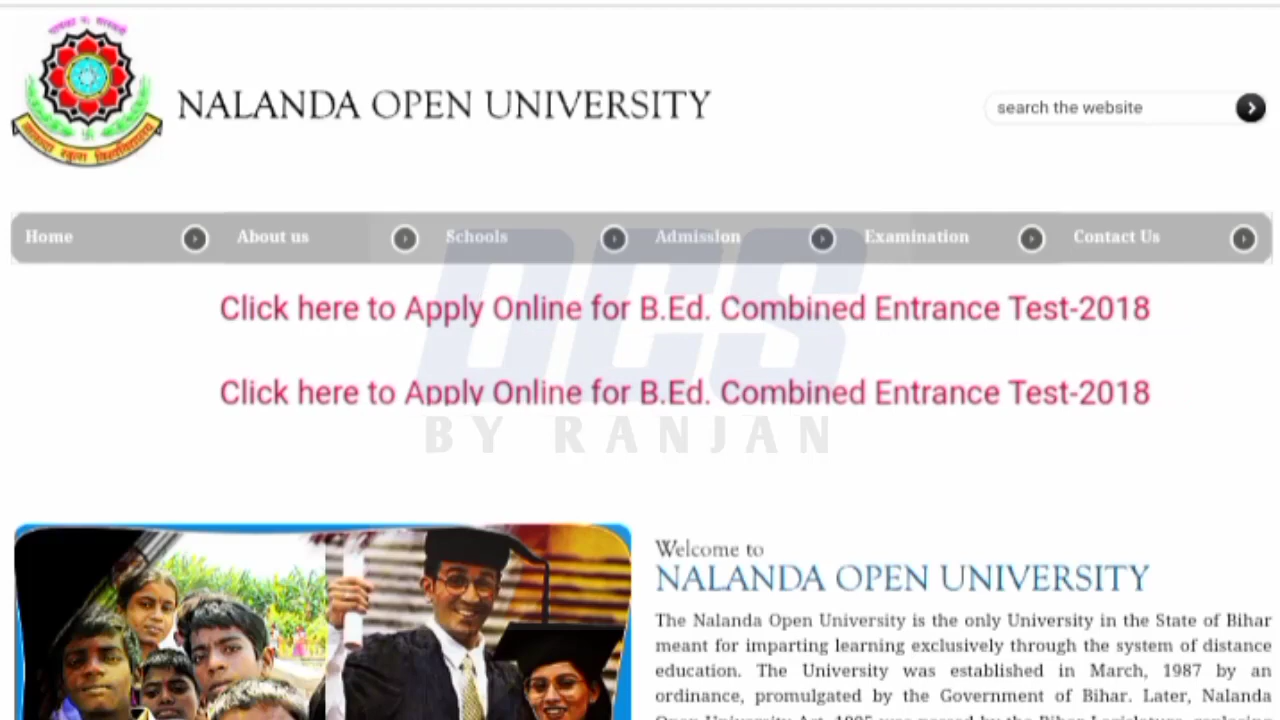 NALANDA OPEN UNIVERSITY
search the website
Home About us Schools Admission Examination Contact Us
Click here to Apply Online for B.Ed. Combined Entrance Test-2018
Click here to Apply Online for B.Ed. Combined Entrance Test-2018
DCS
BY RANJAN
Welcome to
NALANDA OPEN UNIVERSITY
The Nalanda Open University is the only University in the State of Bihar
meant for imparting learning exclusively through the system of distance
education. The University was established in March, 1987 by an
ordinance, promulgated by the Government of Bihar. Later, Nalanda